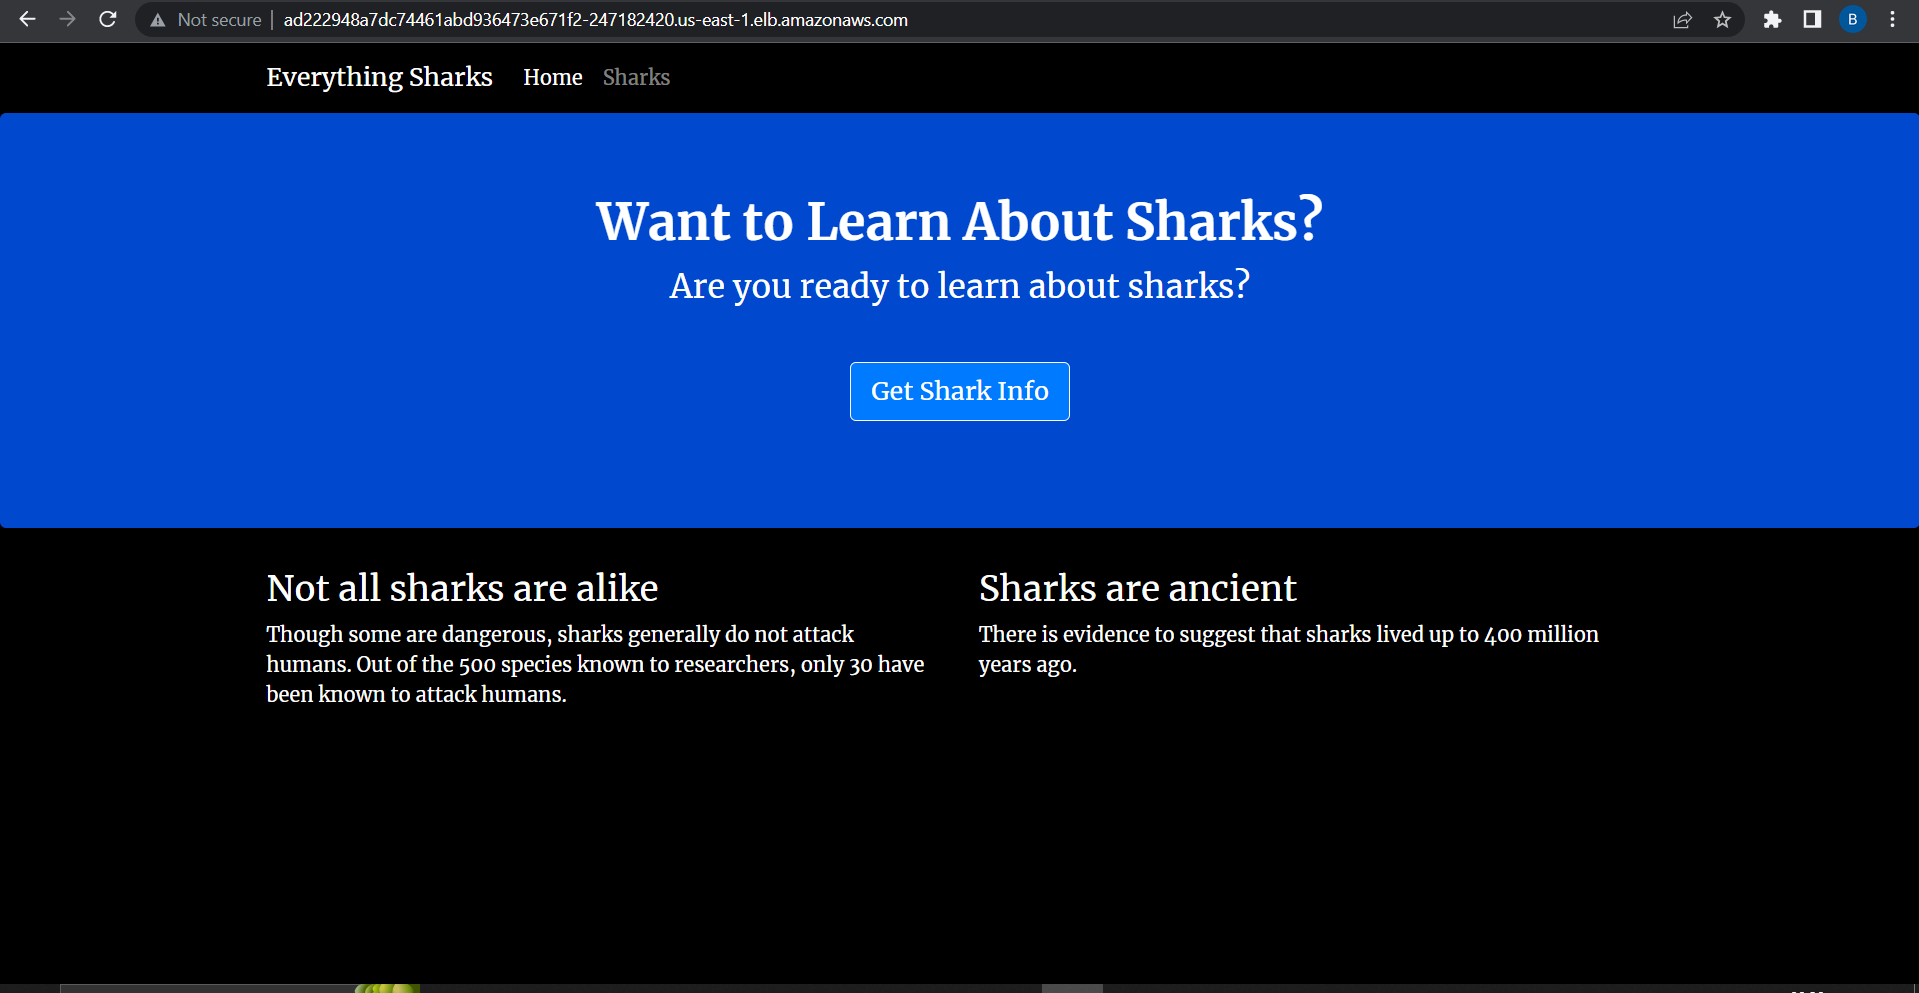 Not secure | ad222948a7dc74461abd936473e671f2-247182420.us-east-1.elb.amazonaws.com
B
Everything Sharks Home Sharks
Want to Learn About Sharks?
Are you ready to learn about sharks?
Get Shark Info
Not all sharks are alike
Though some are dangerous, sharks generally do not attack
humans. Out of the 500 species known to researchers, only 30 have
been known to attack humans.
Sharks are ancient
There is evidence to suggest that sharks lived up to 400 million
years ago.